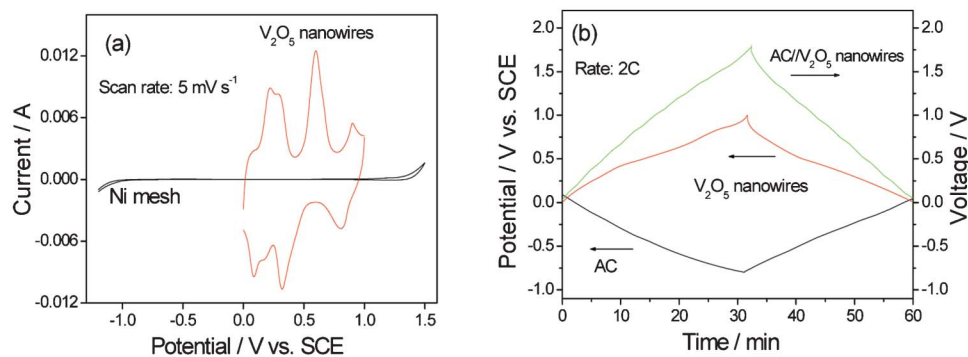 (a)
V₂O₅ nanowires
Scan rate: 5 mV s⁻¹
Ni mesh
Current / A
0.012
0.006
0.000
-0.006
-0.012
-1.0
-0.5
0.0
0.5
1.0
1.5
Potential / V vs. SCE
(b)
Rate: 2C
AC//V₂O₅ nanowires
V₂O₅ nanowires
AC
Potential / V vs. SCE
2.0
1.5
1.0
0.5
0.0
-0.5
-1.0
Voltage / V
2.0
1.5
1.0
0.5
0.0
-0.5
-1.0
0
10
20
30
40
50
60
Time / min